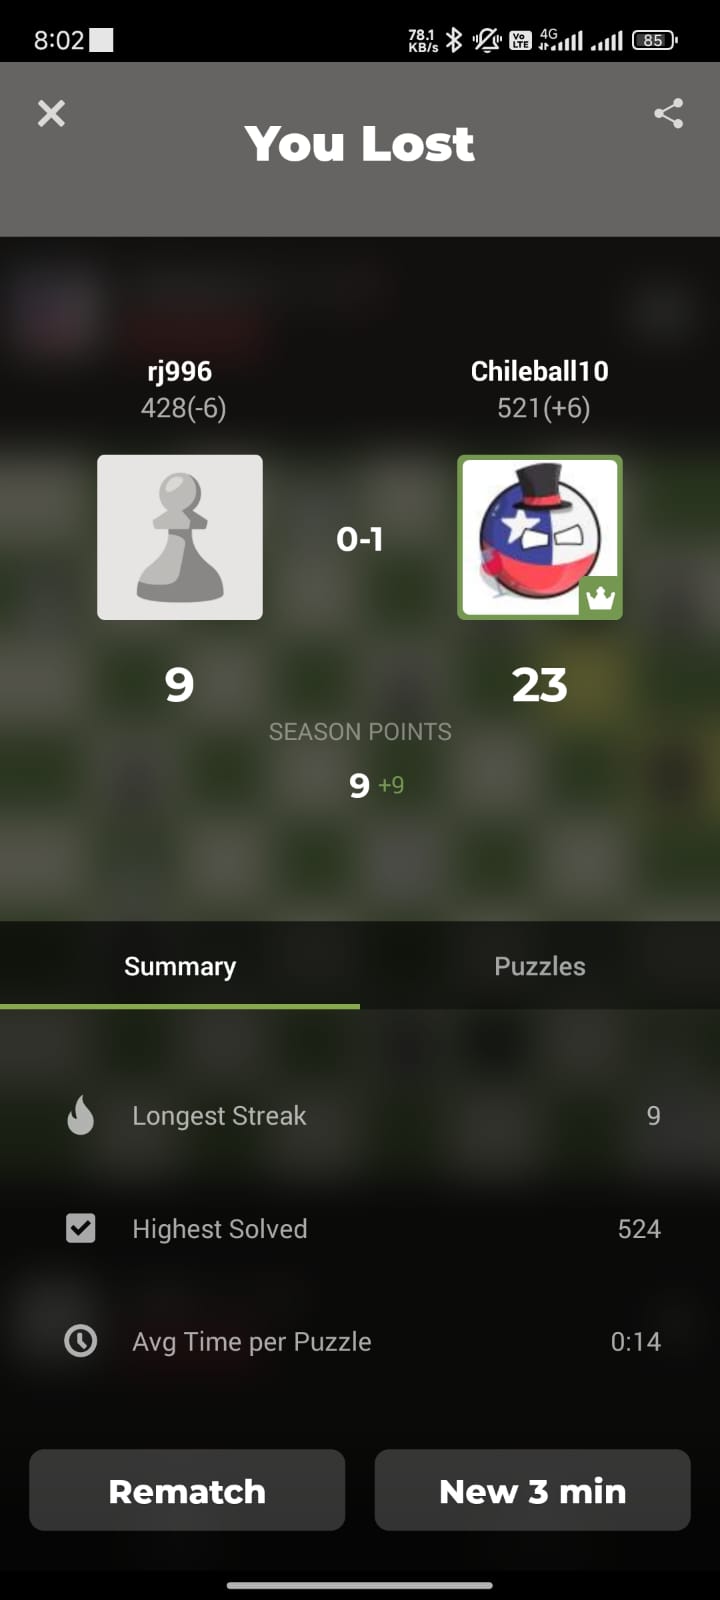 8:02
78.1
KB/s
Vo
LTE
4G
85
You Lost
rj996
Chileball10
428(-6)
521(+6)
0-1
9
23
SEASON POINTS
9 +9
Summary
Puzzles
Longest Streak
9
Highest Solved
524
Avg Time per Puzzle
0:14
Rematch
New 3 min